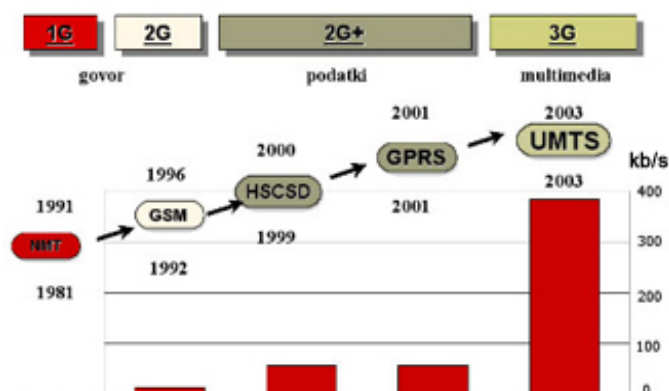 1G 2G 2G+ 3G
govor podatki multimedia
2001 2003
UMTS
2000 GPRS kb/s
1996 HSCSD 2003 400
1991 GSM 2001
NMT 1999 300
1992
1981 200
100
0